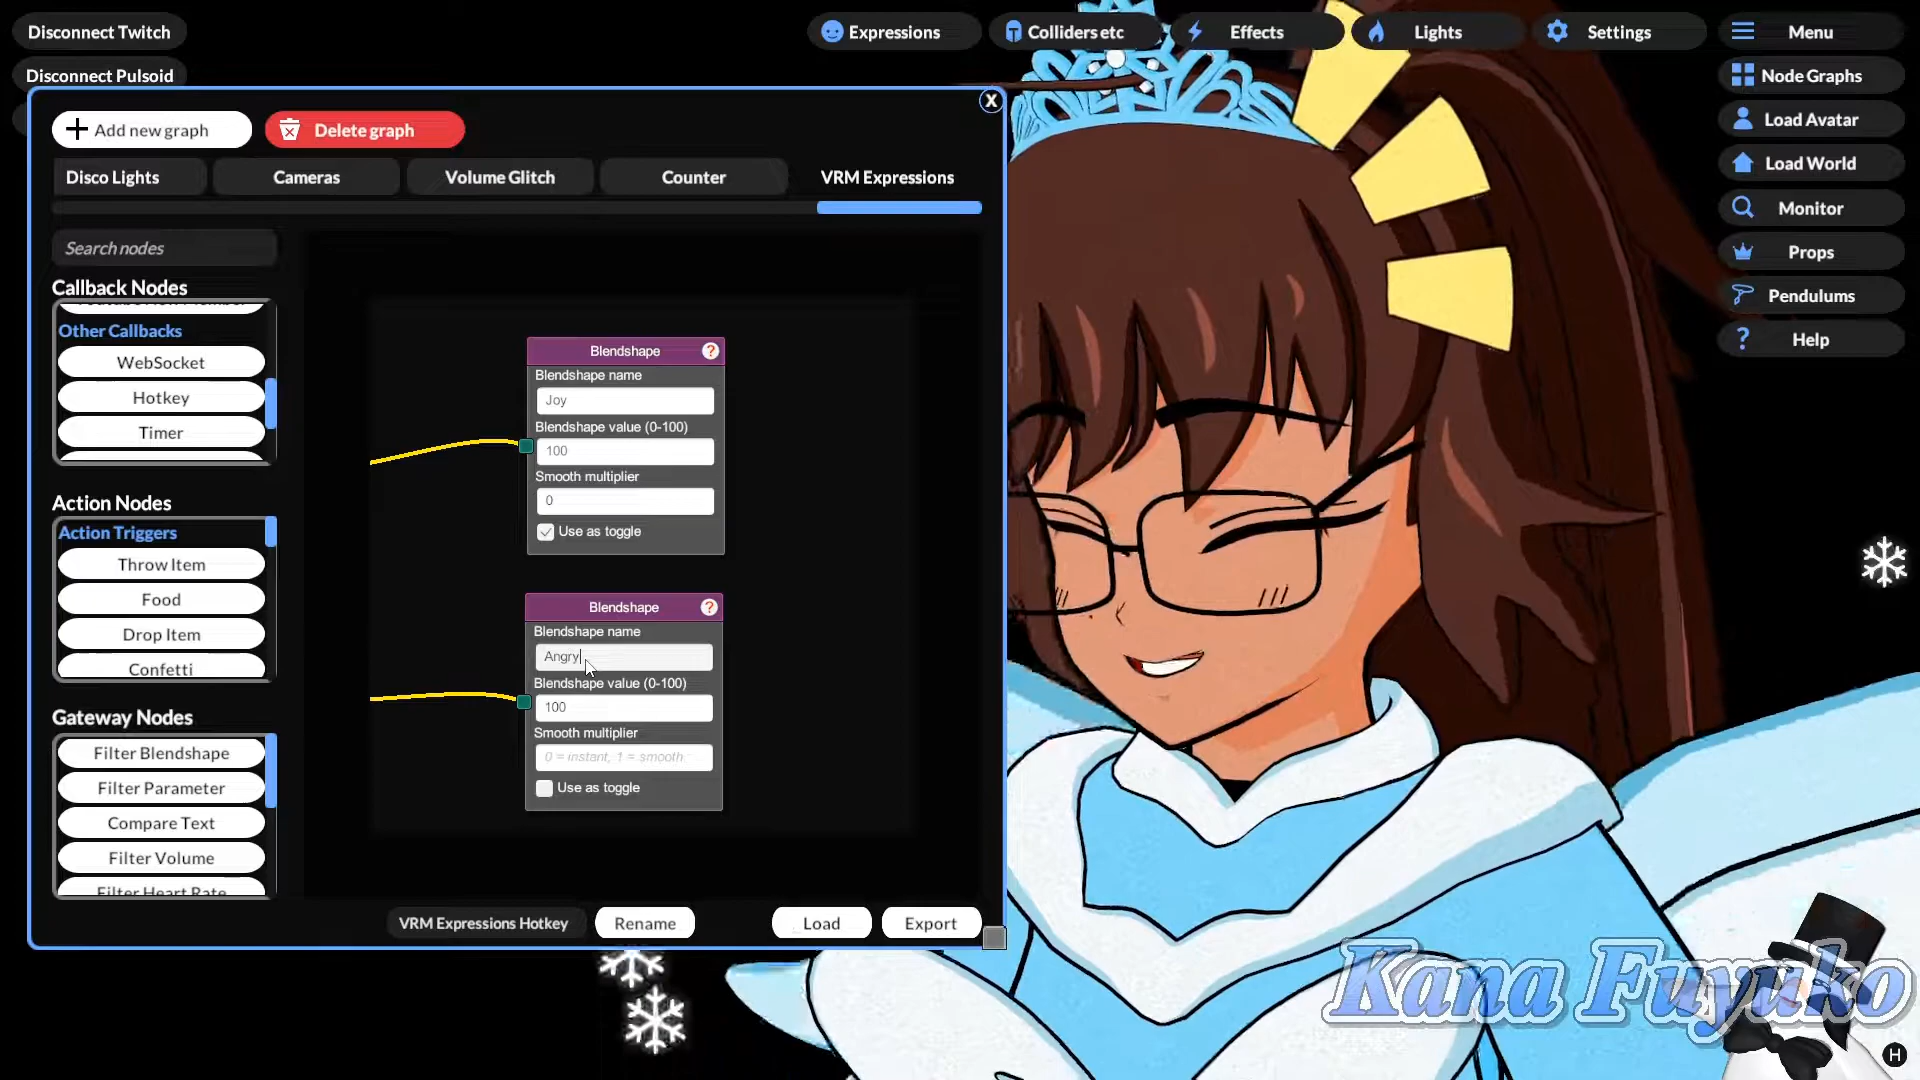 Disconnect Twitch
Expressions
Colliders etc
Effects
Lights
Settings
Menu
Disconnect Pulsoid
Node Graphs
Load Avatar
Load World
Monitor
Props
Pendulums
Help
X
Add new graph
Delete graph
Disco Lights
Cameras
Volume Glitch
Counter
VRM Expressions
Search nodes
Callback Nodes
Other Callbacks
WebSocket
Hotkey
Timer
Action Nodes
Action Triggers
Throw Item
Food
Drop Item
Confetti
Gateway Nodes
Filter Blendshape
Filter Parameter
Compare Text
Filter Volume
Filter Heart Rate
Blendshape ?
Blendshape name
Joy
Blendshape value (0-100)
100
Smooth multiplier
0
Use as toggle
Blendshape ?
Blendshape name
Angry
Blendshape value (0-100)
100
Smooth multiplier
0 = instant, 1 = smooth
Use as toggle
VRM Expressions Hotkey
Rename
Load
Export
Kana Fuyuko
H